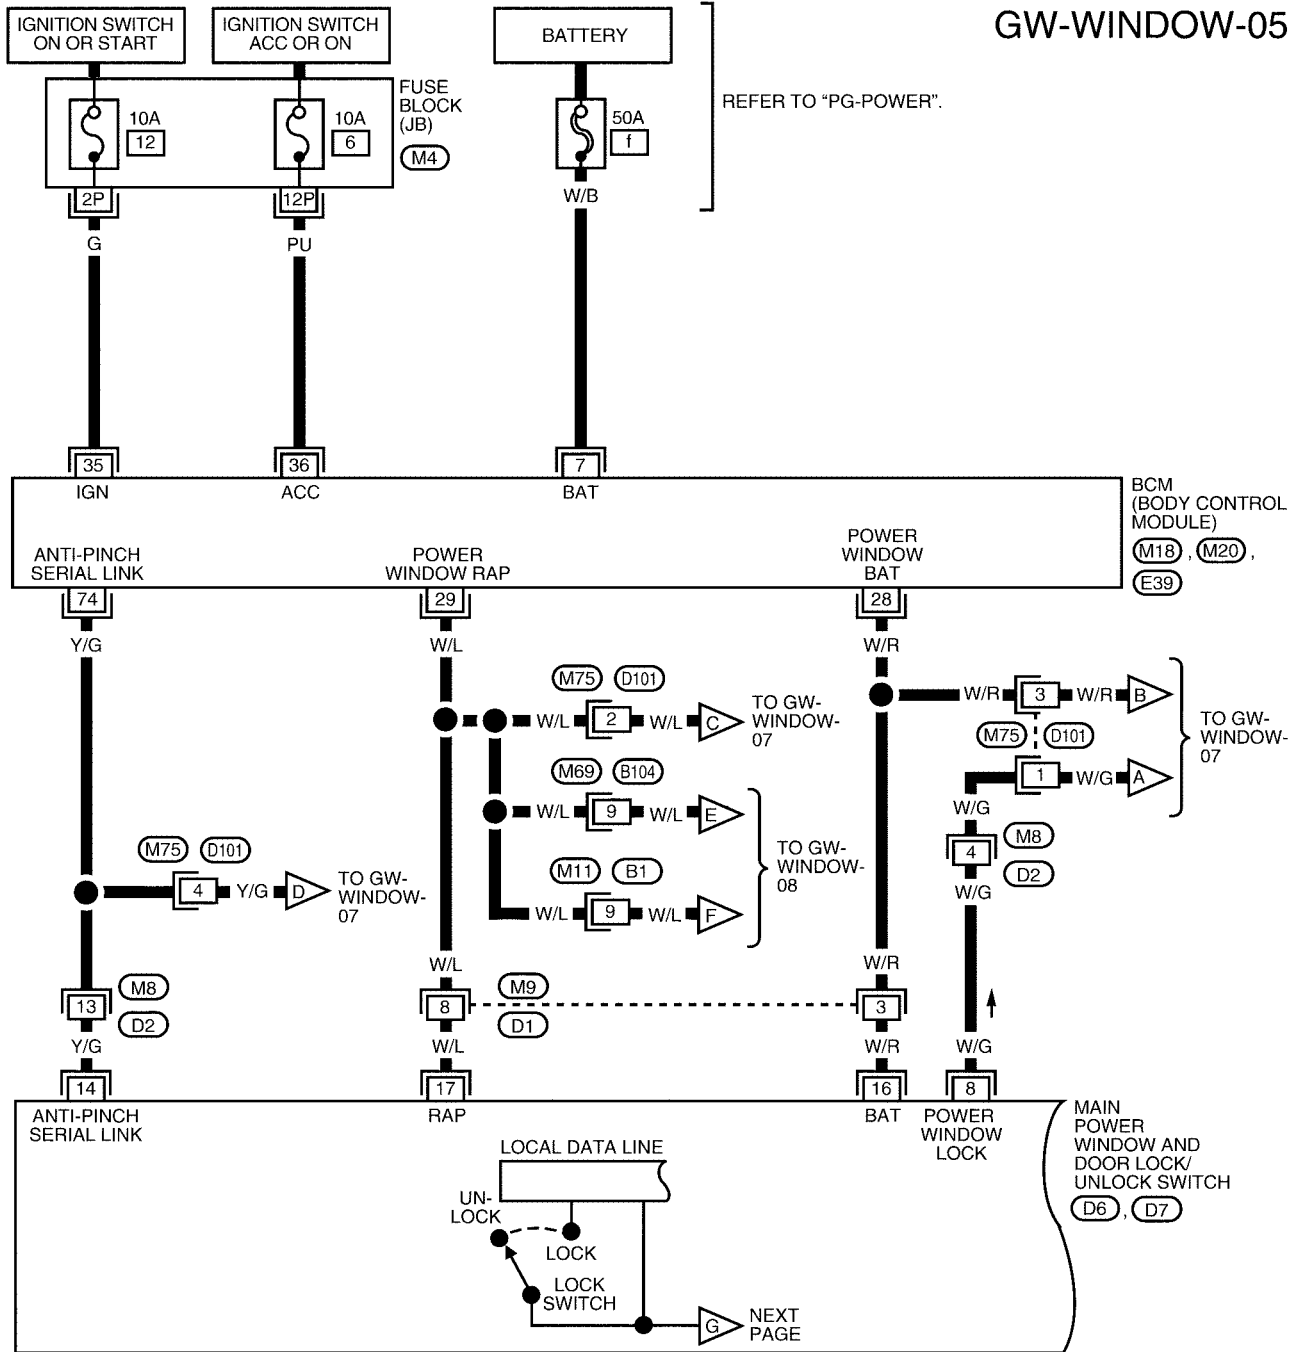 GW-WINDOW-05
IGNITION SWITCH
ON OR START
IGNITION SWITCH
ACC OR ON
BATTERY
FUSE
BLOCK
(JB)
M4
10A
12
10A
6
50A
f
REFER TO “PG-POWER”.
2P
12P
W/B
G
PU
35
36
7
IGN
ACC
BAT
BCM
(BODY CONTROL
MODULE)
M18 , M20 ,
E39
ANTI-PINCH
SERIAL LINK
POWER
WINDOW RAP
POWER
WINDOW
BAT
74
29
28
Y/G
W/L
W/R
M75 D101
W/L 2 W/L C
TO GW-
WINDOW-
07
W/R 3 W/R B
M75 D101
1 W/G A
TO GW-
WINDOW-
07
M69 B104
W/L 9 W/L E
W/G
4
M8
D2
W/G
M11 B1
W/L 9 W/L F
TO GW-
WINDOW-
08
M75 D101
4 Y/G D
TO GW-
WINDOW-
07
W/L
W/R
13
M8
D2
8
M9
D1
3
Y/G
W/L
W/R
W/G
14
17
16
8
ANTI-PINCH
SERIAL LINK
RAP
BAT
POWER
WINDOW
LOCK
MAIN
POWER
WINDOW AND
DOOR LOCK/
UNLOCK SWITCH
D6 , D7
LOCAL DATA LINE
UN-
LOCK
LOCK
LOCK
SWITCH
G
NEXT
PAGE